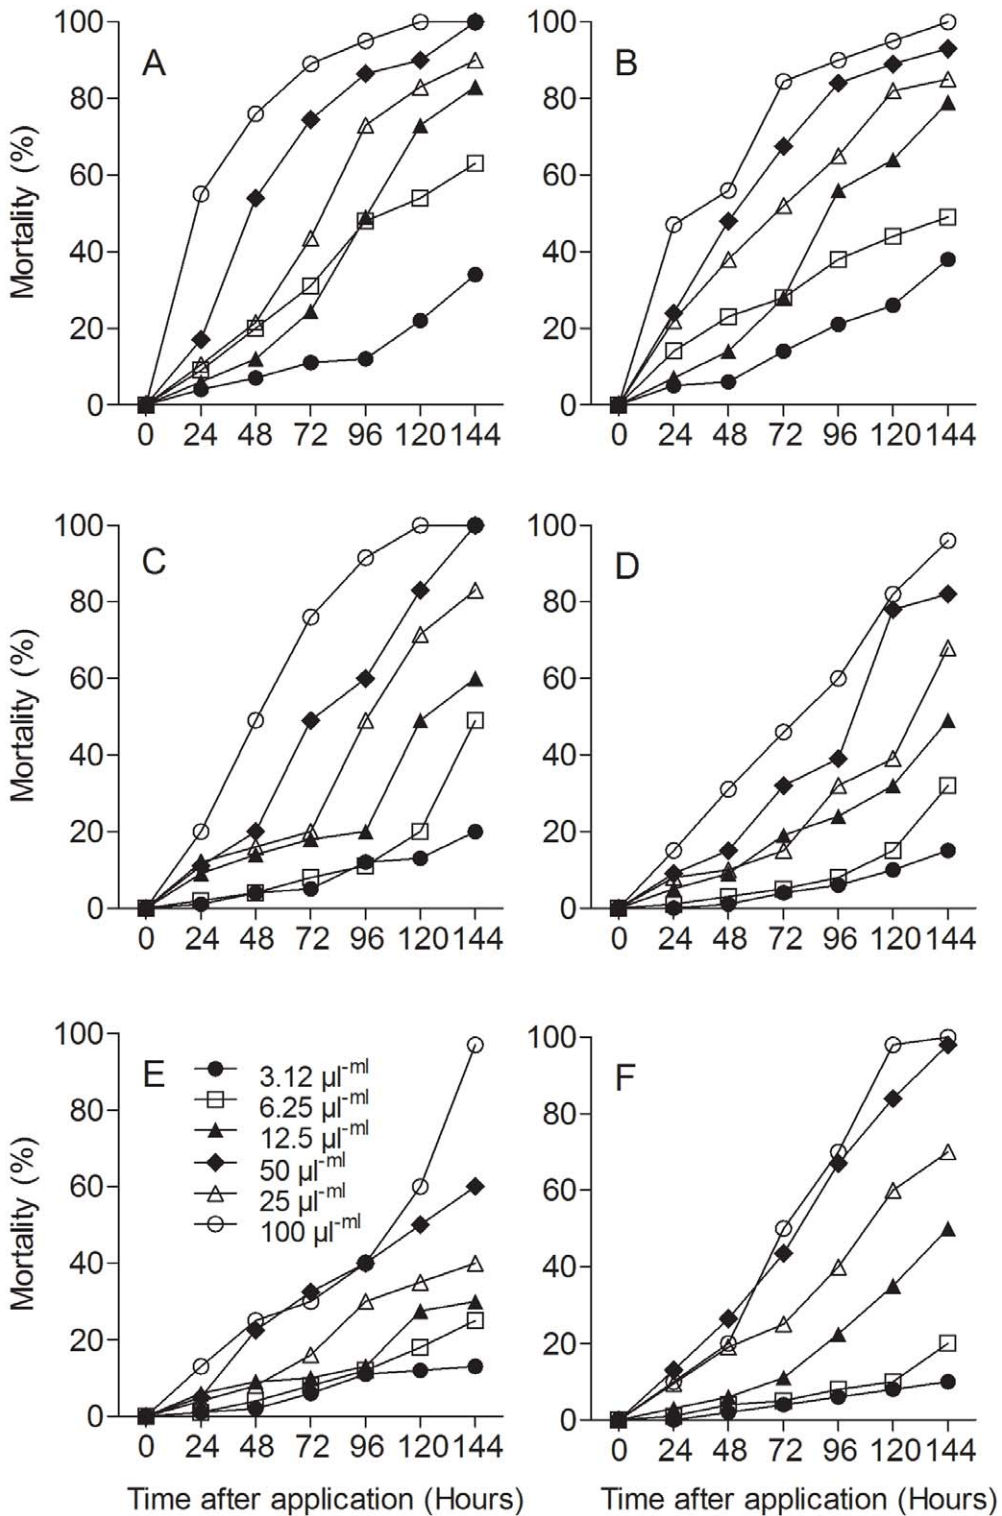 100
80
60
40
20
0
Mortality (%)
A
0 24 48 72 96 120 144
100
80
60
40
20
0
B
0 24 48 72 96 120 144
100
80
60
40
20
0
Mortality (%)
C
0 24 48 72 96 120 144
100
80
60
40
20
0
D
0 24 48 72 96 120 144
100
80
60
40
20
0
Mortality (%)
E
3.12 µl-ml
6.25 µl-ml
12.5 µl-ml
50 µl-ml
25 µl-ml
100 µl-ml
0 24 48 72 96 120 144
Time after application (Hours)
100
80
60
40
20
0
F
0 24 48 72 96 120 144
Time after application (Hours)